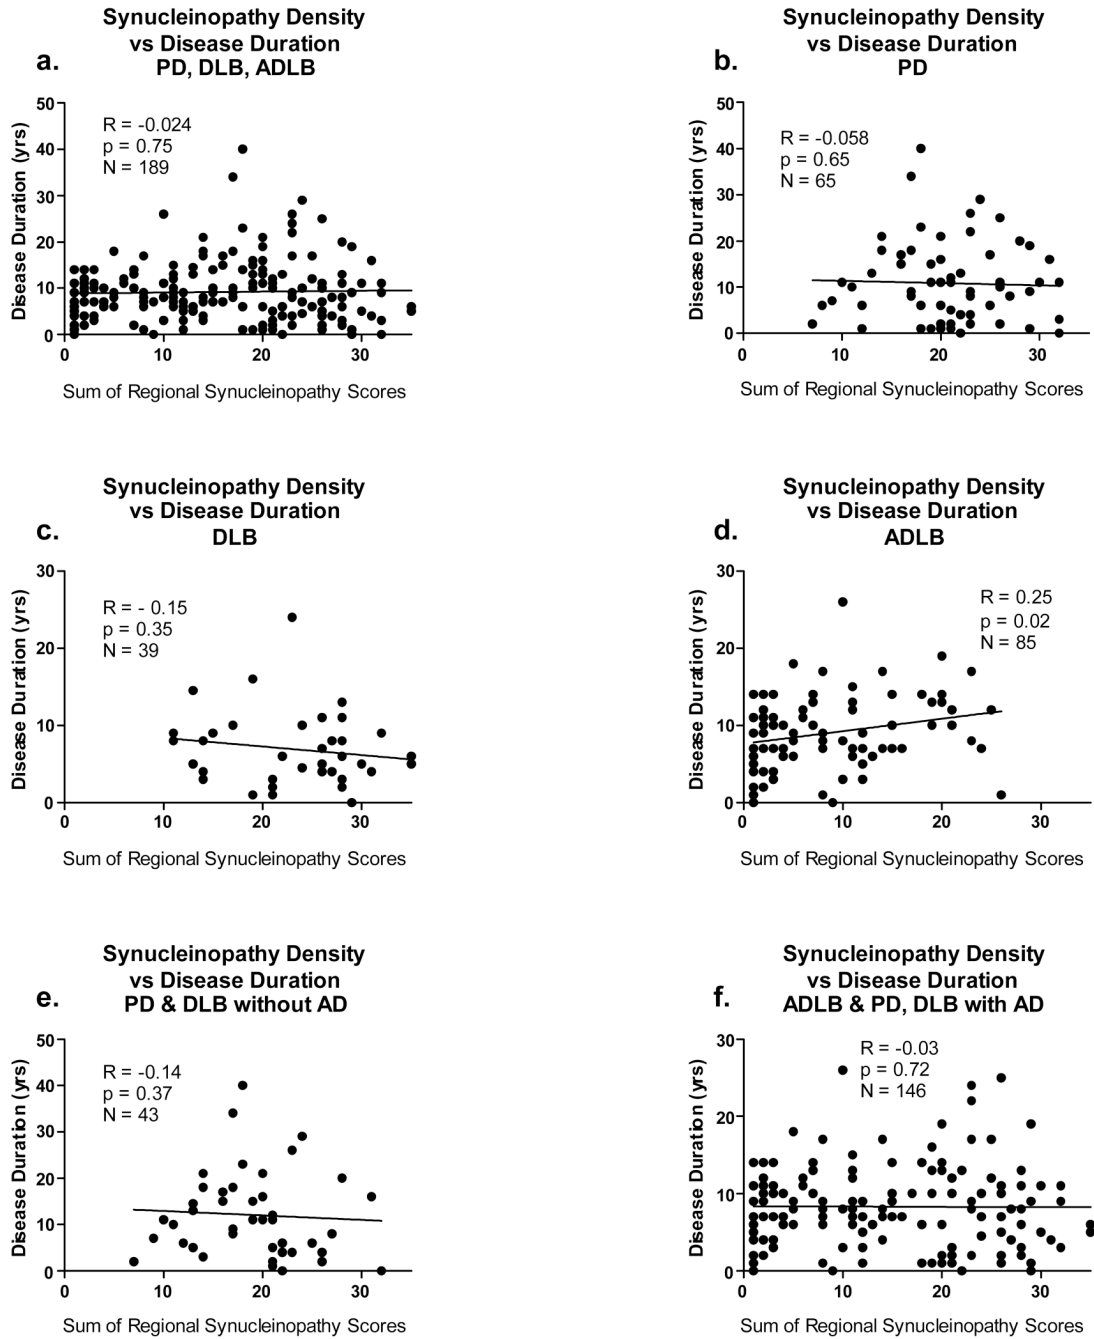 Synucleinopathy Density
vs Disease Duration
a.
PD, DLB, ADLB
50
40
30
20
10
0
Disease Duration (yrs)
R = -0.024
p = 0.75
N = 189
0
10
20
30
Sum of Regional Synucleinopathy Scores
Synucleinopathy Density
vs Disease Duration
b.
PD
50
40
30
20
10
0
Disease Duration (yrs)
R = -0.058
p = 0.65
N = 65
0
10
20
30
Sum of Regional Synucleinopathy Scores
Synucleinopathy Density
vs Disease Duration
c.
DLB
30
20
10
0
Disease Duration (yrs)
R = - 0.15
p = 0.35
N = 39
0
10
20
30
Sum of Regional Synucleinopathy Scores
Synucleinopathy Density
vs Disease Duration
d.
ADLB
30
20
10
0
Disease Duration (yrs)
R = 0.25
p = 0.02
N = 85
0
10
20
30
Sum of Regional Synucleinopathy Scores
Synucleinopathy Density
vs Disease Duration
e.
PD & DLB without AD
50
40
30
20
10
0
Disease Duration (yrs)
R = -0.14
p = 0.37
N = 43
0
10
20
30
Sum of Regional Synucleinopathy Scores
Synucleinopathy Density
vs Disease Duration
f.
ADLB & PD, DLB with AD
30
20
10
0
Disease Duration (yrs)
R = -0.03
p = 0.72
N = 146
0
10
20
30
Sum of Regional Synucleinopathy Scores